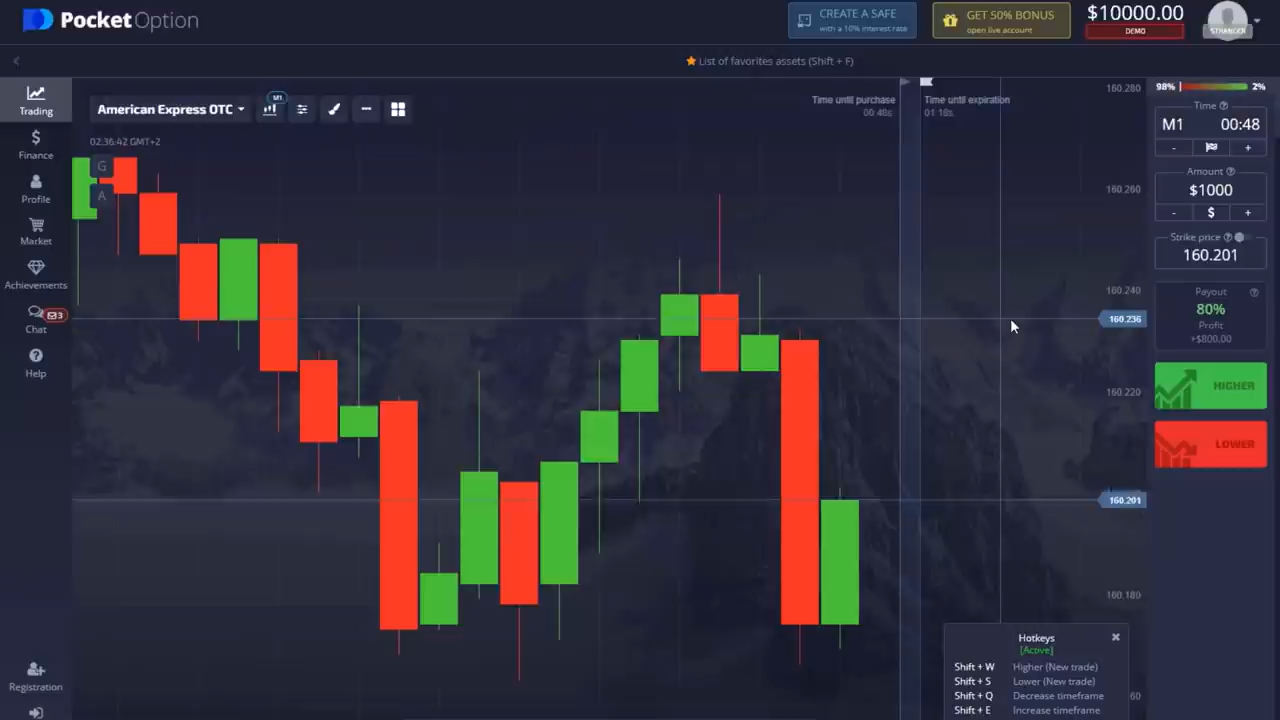 PocketOption
CREATE A SAFE
with a 10% interest rate
GET 50% BONUS
open live account
$10000.00
DEMO
STRANGER
List of favorites assets (Shift + F)
Trading
Finance
Profile
Market
Achievements
3
Chat
Help
Registration
American Express OTC
M1
02:36:42 GMT+2
G
A
Time until purchase
00:48s.
Time until expiration
01:18s.
160.280
160.260
160.240
160.236
160.220
160.201
160.180
60
98%
2%
Time
M1 00:48
- +
Amount
$1000
- $ +
Strike price
160.201
Payout
80%
Profit
+$800.00
HIGHER
LOWER
Hotkeys
[Active]
Shift + W Higher (New trade)
Shift + S Lower (New trade)
Shift + Q Decrease timeframe
Shift + E Increase timeframe